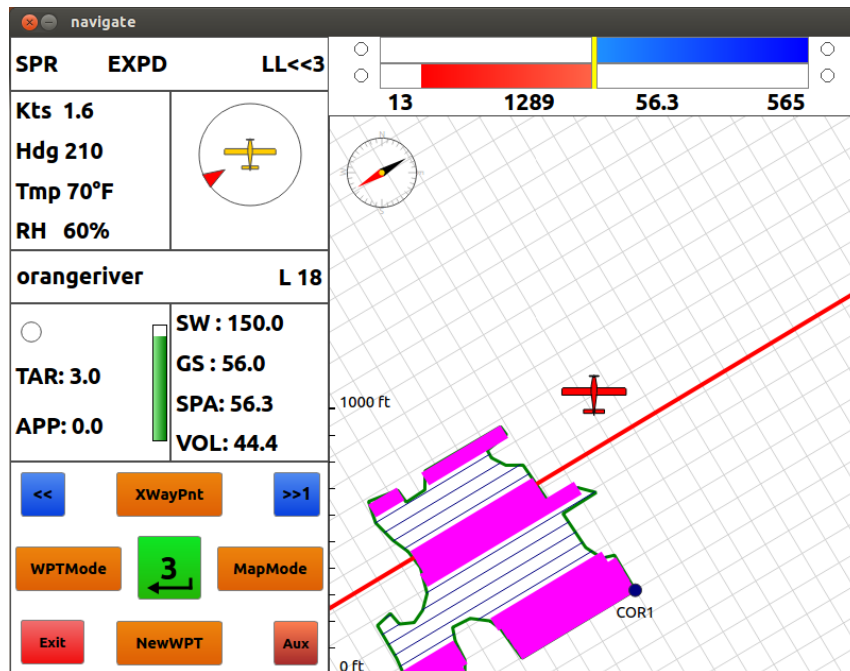 navigate
SPR EXPD LL<<3
13 1289 56.3 565
Kts 1.6
Hdg 210
Tmp 70°F
RH 60%
N
orangeriver L 18
TAR: 3.0
APP: 0.0
SW : 150.0
GS : 56.0
SPA: 56.3
VOL: 44.4
1000 ft
<< XWayPnt >>1
WPTMode 3 MapMode
Exit NewWPT Aux
COR1
0 ft